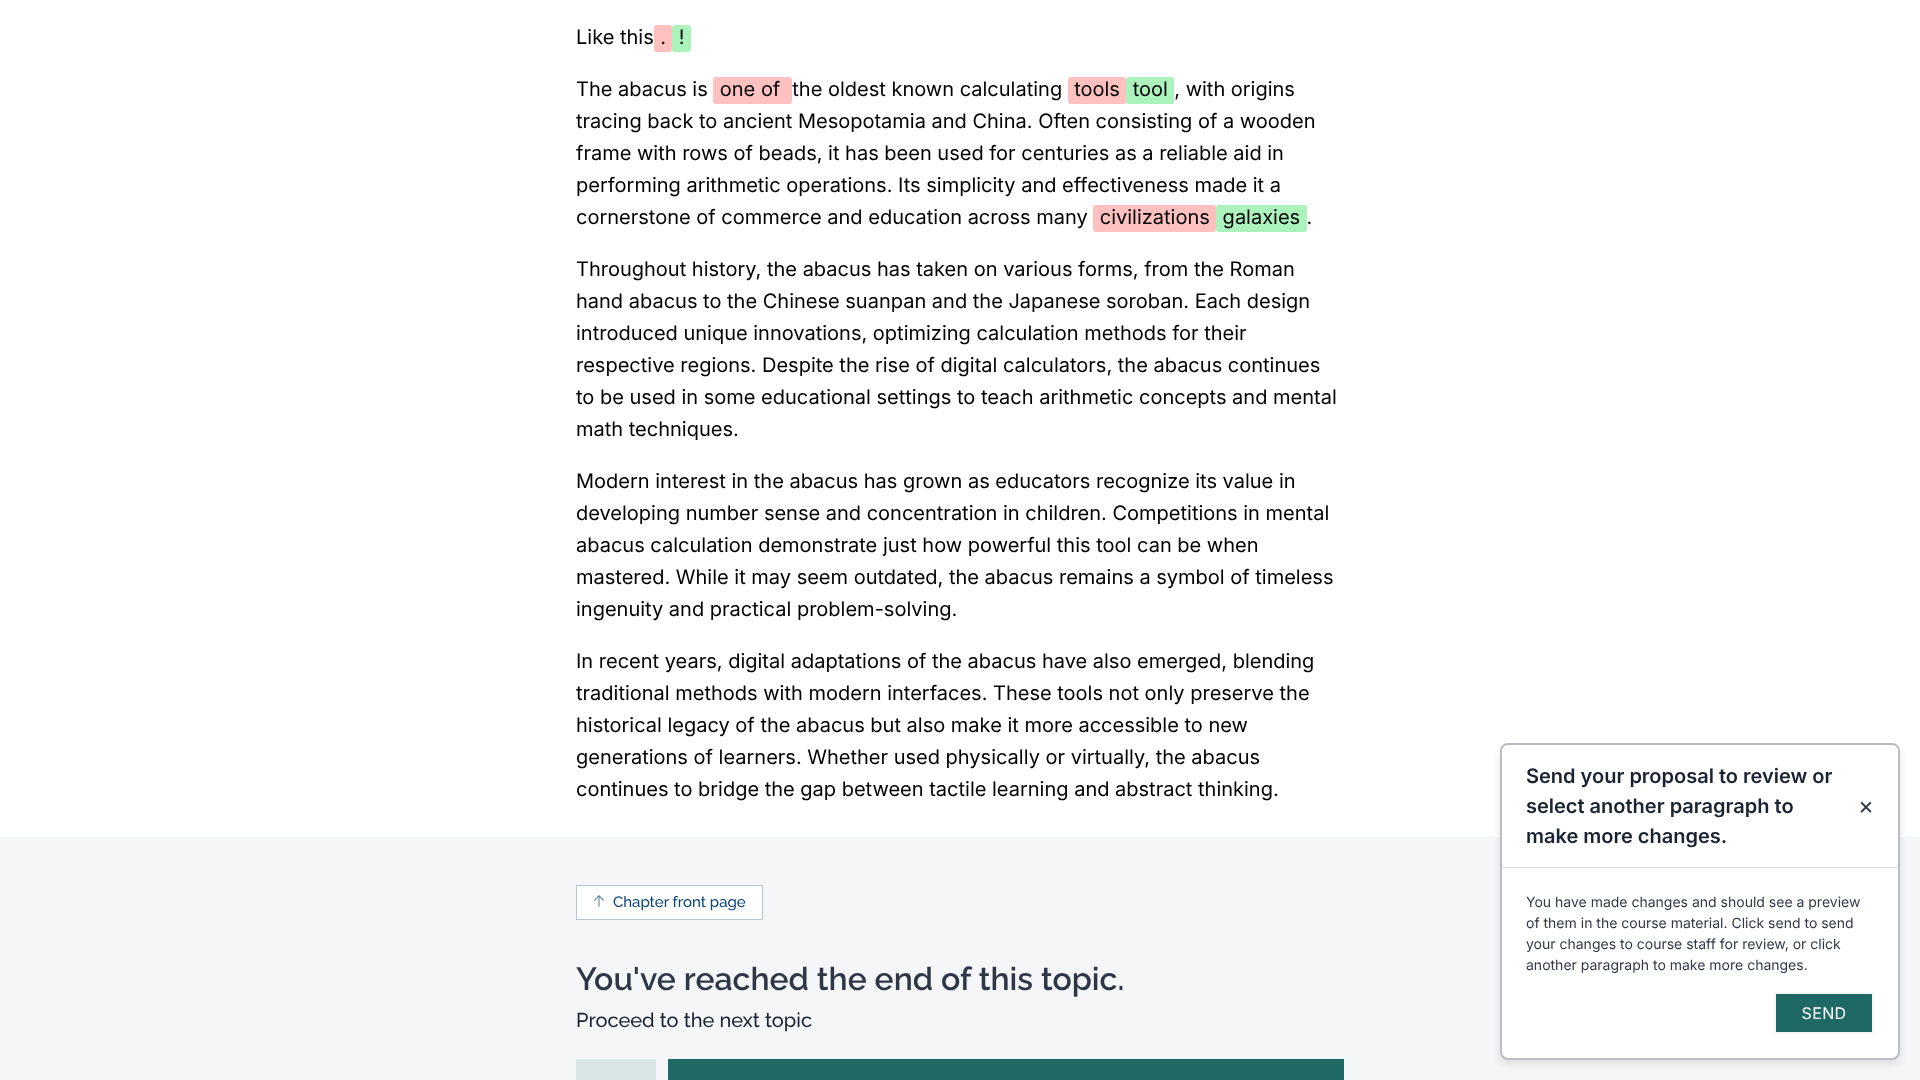 Like this . !
The abacus is one of the oldest known calculating tools tool , with origins
tracing back to ancient Mesopotamia and China. Often consisting of a wooden
frame with rows of beads, it has been used for centuries as a reliable aid in
performing arithmetic operations. Its simplicity and effectiveness made it a
cornerstone of commerce and education across many civilizations galaxies .
Throughout history, the abacus has taken on various forms, from the Roman
hand abacus to the Chinese suanpan and the Japanese soroban. Each design
introduced unique innovations, optimizing calculation methods for their
respective regions. Despite the rise of digital calculators, the abacus continues
to be used in some educational settings to teach arithmetic concepts and mental
math techniques.
Modern interest in the abacus has grown as educators recognize its value in
developing number sense and concentration in children. Competitions in mental
abacus calculation demonstrate just how powerful this tool can be when
mastered. While it may seem outdated, the abacus remains a symbol of timeless
ingenuity and practical problem-solving.
In recent years, digital adaptations of the abacus have also emerged, blending
traditional methods with modern interfaces. These tools not only preserve the
historical legacy of the abacus but also make it more accessible to new
generations of learners. Whether used physically or virtually, the abacus
continues to bridge the gap between tactile learning and abstract thinking.
Chapter front page
You've reached the end of this topic.
Proceed to the next topic
Send your proposal to review or
select another paragraph to
make more changes.
You have made changes and should see a preview
of them in the course material. Click send to send
your changes to course staff for review, or click
another paragraph to make more changes.
SEND